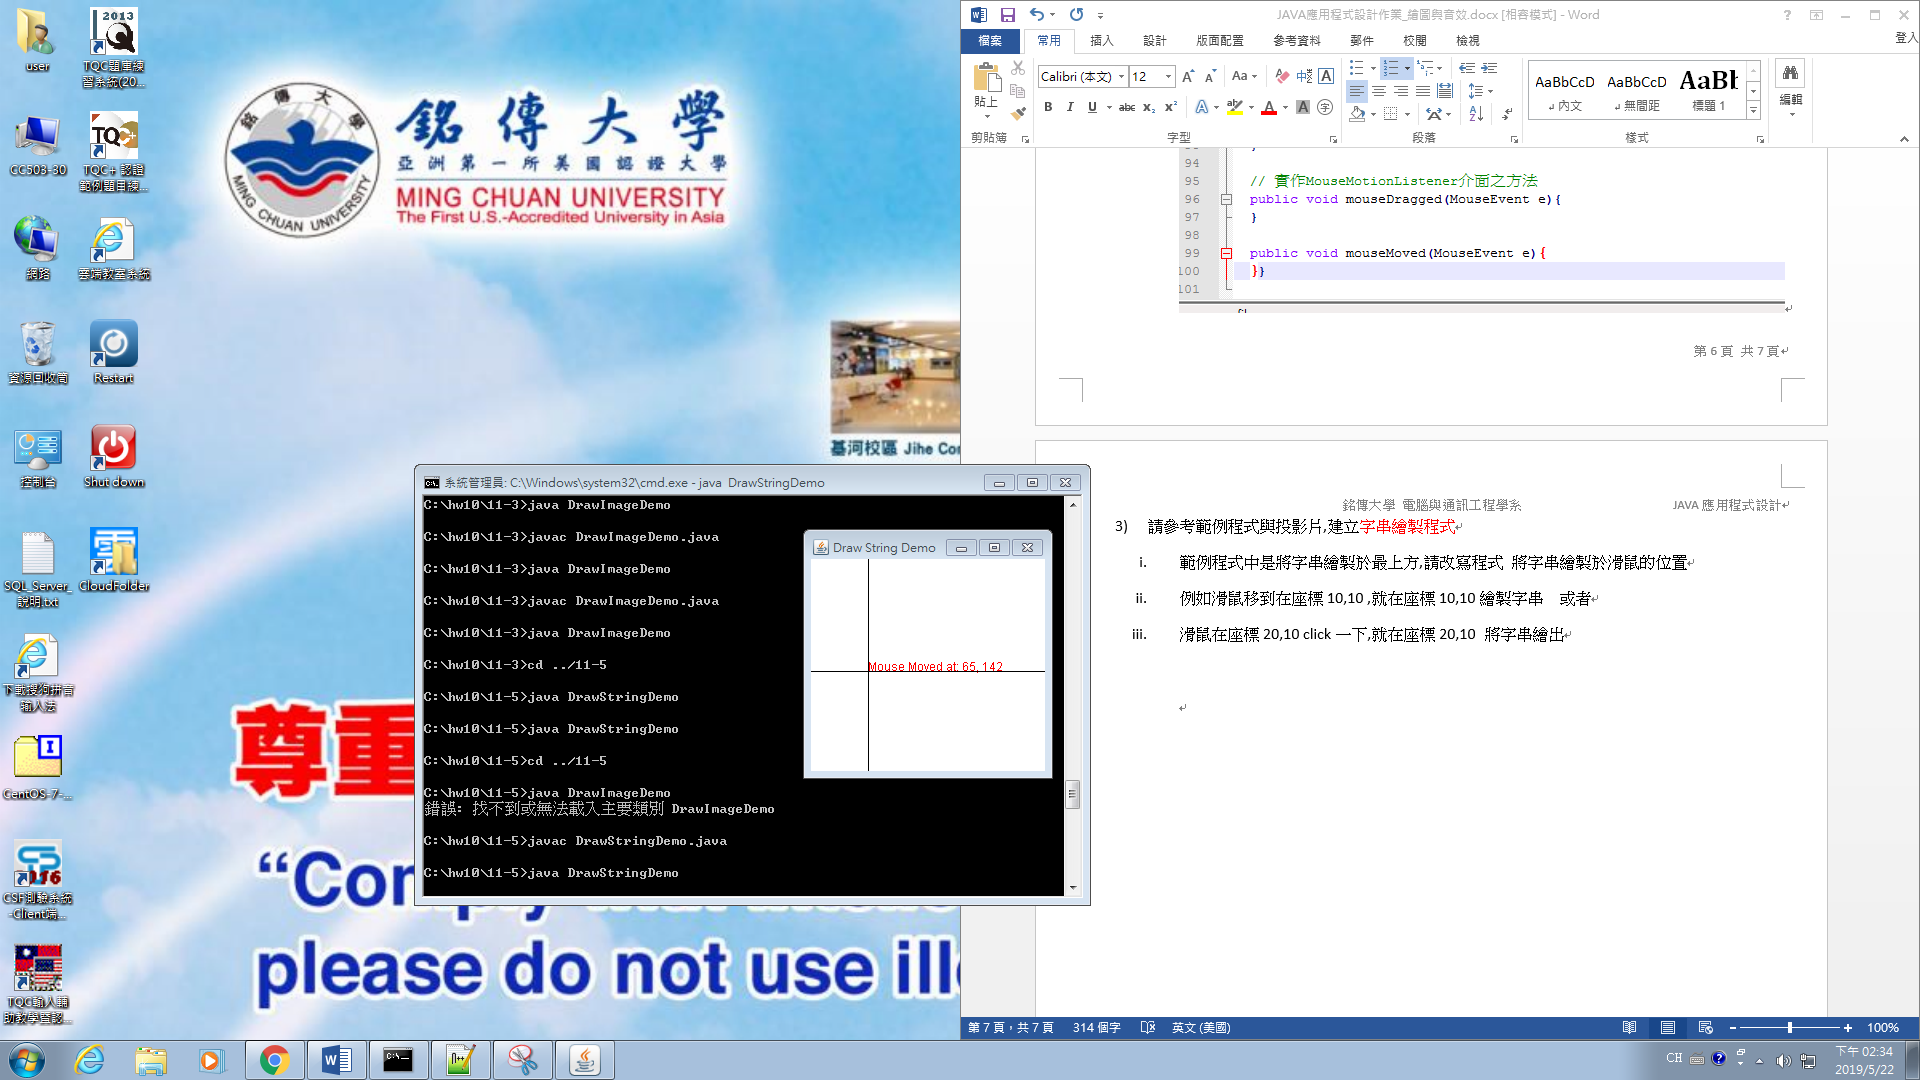 user
TQC題庫練
習系統(20...
CC503-30
TQC+ 認證
範例題目練...
網路
雲端教室系統
資源回收筒
Restart
控制台
Shut down
SQL_Server_
說明.txt
CloudFolder
下載搜狗拼音
輸入法
CentOS-7-...
CSF測驗系統
-Client端...
TQC輸入輔
助教學暨認...
2013
銘傳大學
亞洲第一所美國認證大學
MING CHUAN UNIVERSITY
The First U.S.-Accredited University in Asia
基河校區 Jihe Con
尊重
“Con
please do not use ille
系統管理員: C:\Windows\system32\cmd.exe - java  DrawStringDemo
C:\hw10\11-3>java DrawImageDemo
C:\hw10\11-3>javac DrawImageDemo.java
C:\hw10\11-3>java DrawImageDemo
C:\hw10\11-3>javac DrawImageDemo.java
C:\hw10\11-3>java DrawImageDemo
C:\hw10\11-3>cd ../11-5
C:\hw10\11-5>java DrawStringDemo
C:\hw10\11-5>java DrawStringDemo
C:\hw10\11-5>cd ../11-5
C:\hw10\11-5>java DrawImageDemo
錯誤: 找不到或無法載入主要類別 DrawImageDemo
C:\hw10\11-5>javac DrawStringDemo.java
C:\hw10\11-5>java DrawStringDemo
Draw String Demo
Mouse Moved at: 65, 142
JAVA應用程式設計作業_繪圖與音效.docx [相容模式] - Word
檔案 常用 插入 設計 版面配置 參考資料 郵件 校閱 檢視 登入
貼上
Calibri (本文) 12
AaBbCcD AaBbCcD AaBb
內文 無間距 標題 1
編輯
剪貼簿 字型 段落 樣式
94
95 // 實作MouseMotionListener介面之方法
96 public void mouseDragged(MouseEvent e){
97 }
98
99 public void mouseMoved(MouseEvent e){
100 }}
101
第 6 頁 共 7 頁
銘傳大學 電腦與通訊工程學系 JAVA 應用程式設計
3) 請參考範例程式與投影片,建立字串繪製程式
i. 範例程式中是將字串繪製於最上方,請改寫程式 將字串繪製於滑鼠的位置
ii. 例如滑鼠移到在座標 10,10 ,就在座標 10,10 繪製字串 或者
iii. 滑鼠在座標 20,10 click 一下,就在座標 20,10 將字串繪出
第 7 頁，共 7 頁 314 個字 英文 (美國) 100%
CH
下午 02:34
2019/5/22